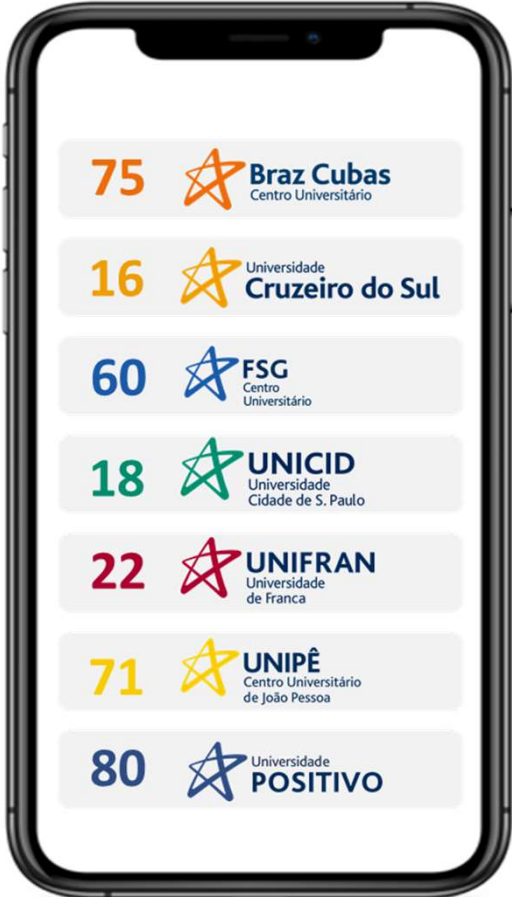 75 Braz Cubas
Centro Universitário
16 Universidade
Cruzeiro do Sul
60 FSG
Centro
Universitário
18 UNICID
Universidade
Cidade de S. Paulo
22 UNIFRAN
Universidade
de Franca
71 UNIPÊ
Centro Universitário
de João Pessoa
80 Universidade
POSITIVO